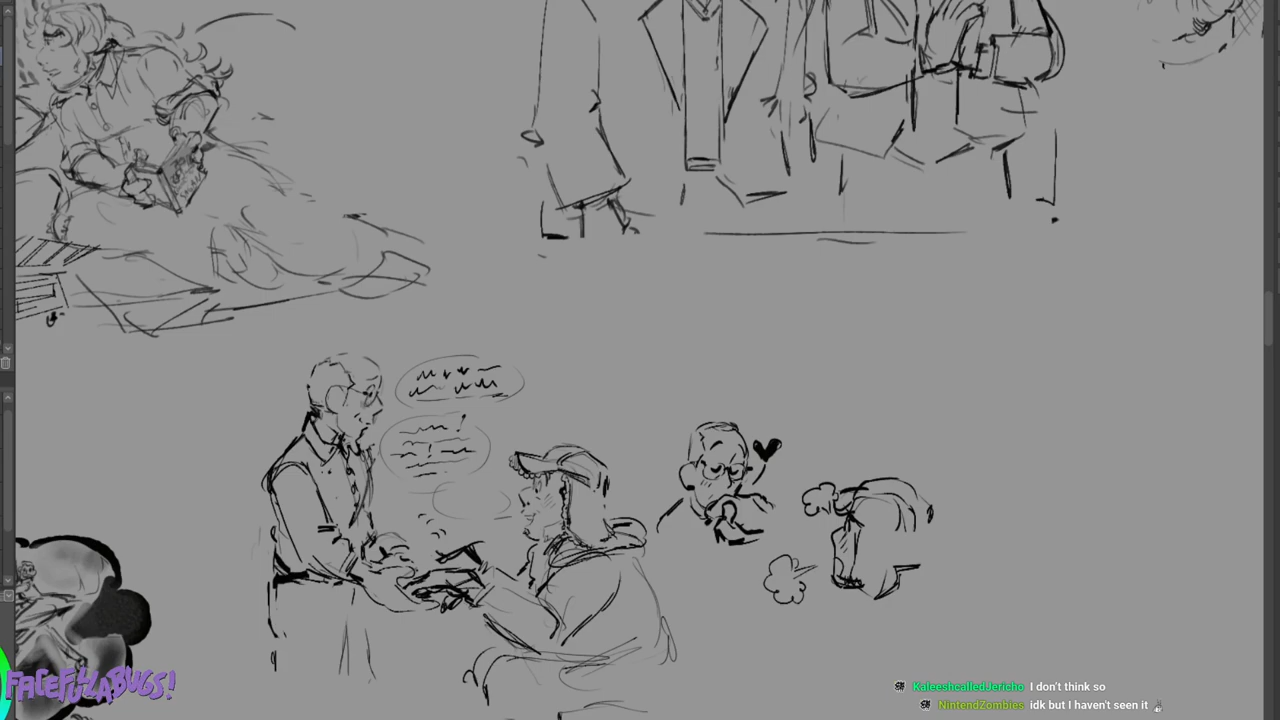 FACEFULLABUGS!
KaleeshcalledJericho I don't think so
NintendZombies idk but I haven't seen it